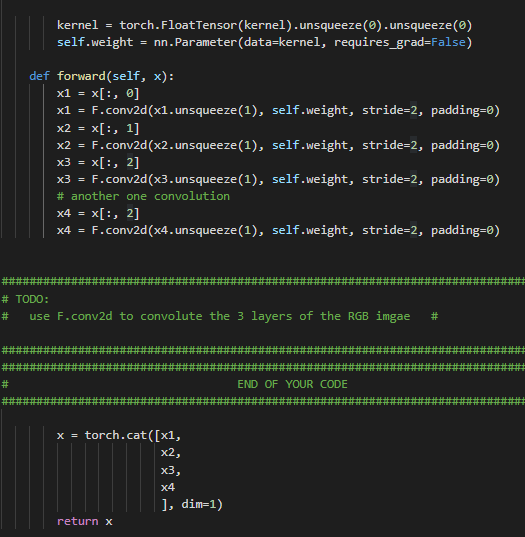 kernel = torch.FloatTensor(kernel).unsqueeze(0).unsqueeze(0)
self.weight = nn.Parameter(data=kernel, requires_grad=False)
def forward(self, x):
x1 = x[:, 0]
x1 = F.conv2d(x1.unsqueeze(1), self.weight, stride=2, padding=0)
x2 = x[:, 1]
x2 = F.conv2d(x2.unsqueeze(1), self.weight, stride=2, padding=0)
x3 = x[:, 2]
x3 = F.conv2d(x3.unsqueeze(1), self.weight, stride=2, padding=0)
# another one convolution
x4 = x[:, 2]
x4 = F.conv2d(x4.unsqueeze(1), self.weight, stride=2, padding=0)
###########################################################################
# TODO:
#   use F.conv2d to convolute the 3 layers of the RGB imgae   #
###########################################################################
###########################################################################
#                                 END OF YOUR CODE
###########################################################################
x = torch.cat([x1,
x2,
x3,
x4
], dim=1)
return x